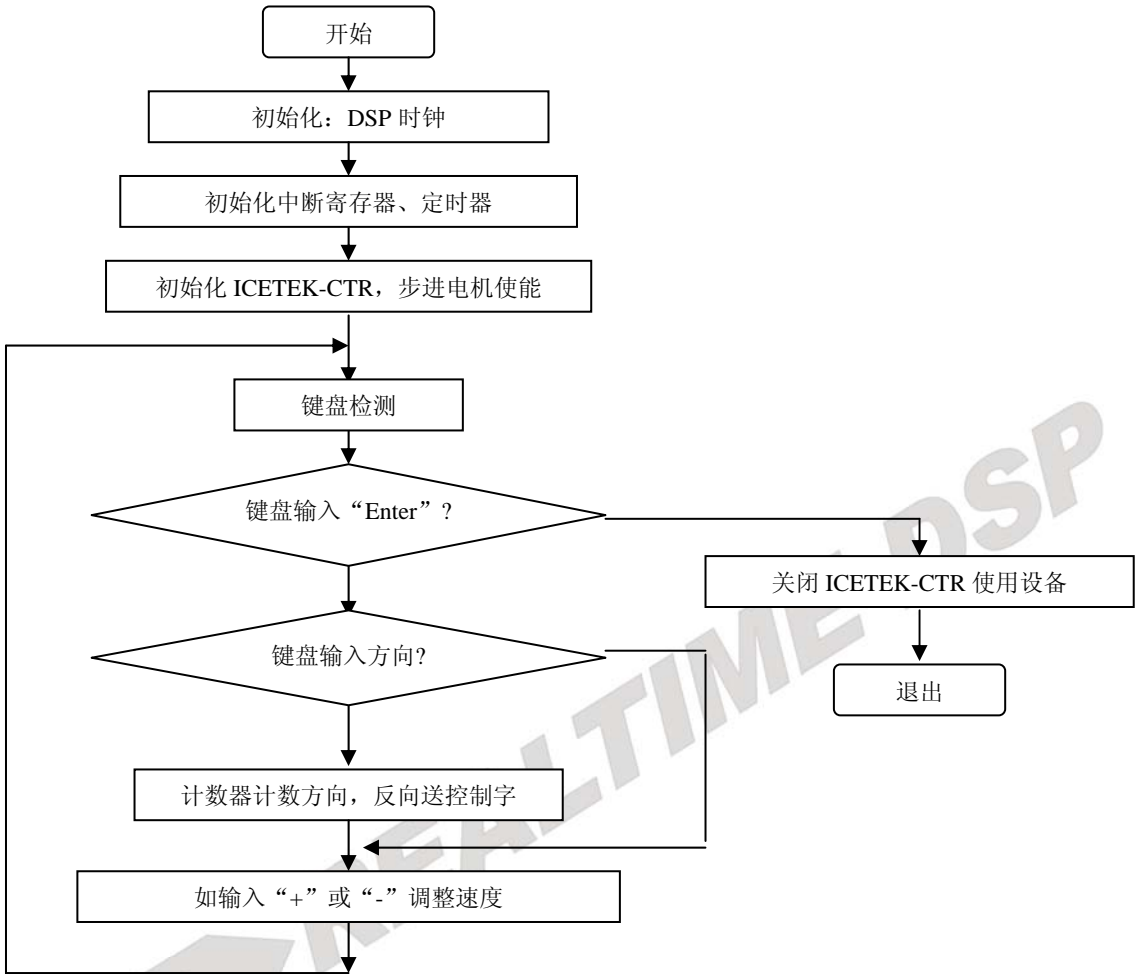 开始
初始化：DSP 时钟
初始化中断寄存器、定时器
初始化 ICETEK-CTR，步进电机使能
键盘检测
键盘输入“Enter”？
关闭 ICETEK-CTR 使用设备
键盘输入方向?
退出
计数器计数方向，反向送控制字
如输入“+”或“-”调整速度
REALTIME DSP